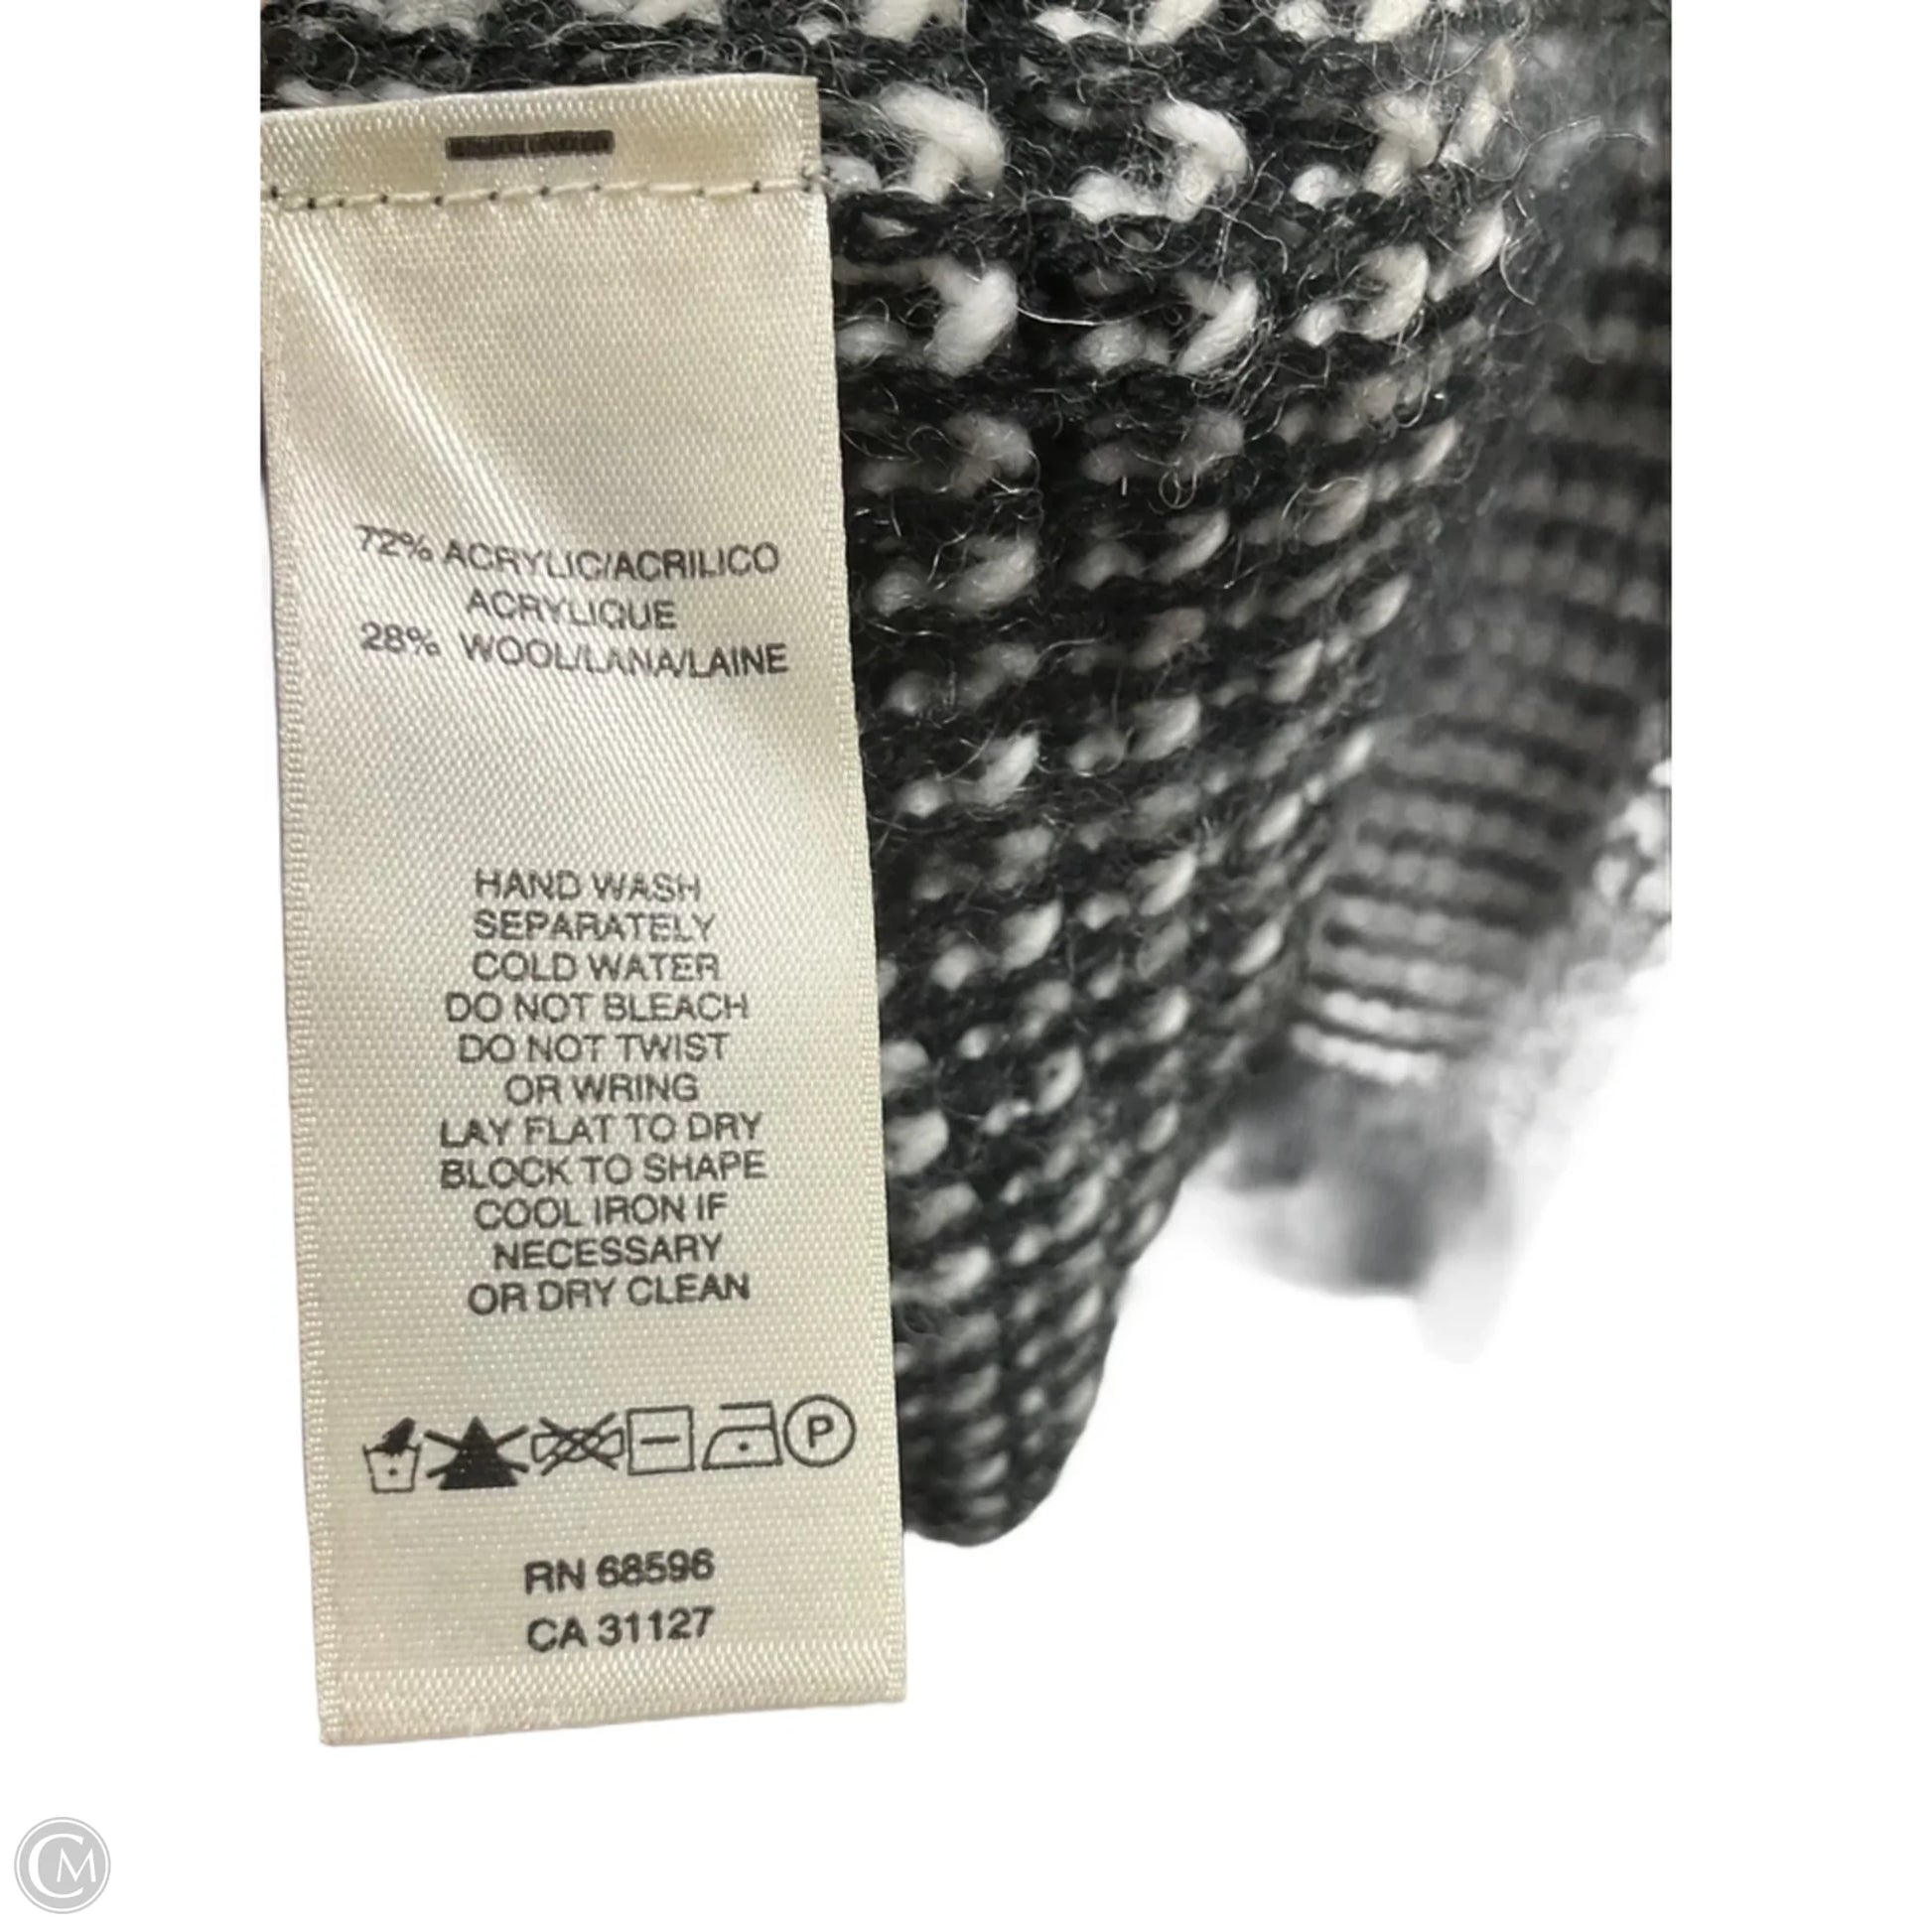 72% ACRYLIC/ACRILICO
ACRYLIQUE
28% WOOL/LANA/LAINE
HAND WASH
SEPARATELY
COLD WATER
DO NOT BLEACH
DO NOT TWIST
OR WRING
LAY FLAT TO DRY
BLOCK TO SHAPE
COOL IRON IF
NECESSARY
OR DRY CLEAN
P
RN 68596
CA 31127
CM